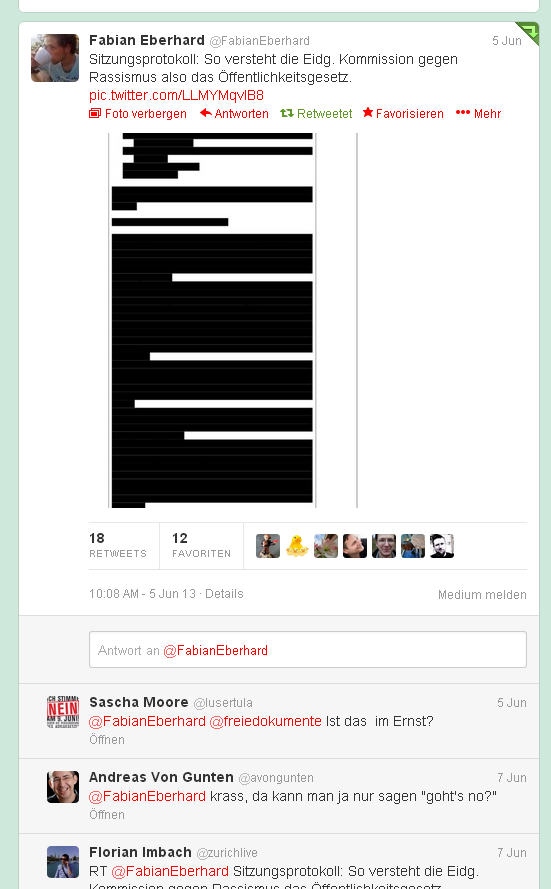 Fabian Eberhard @FabianEberhard 5 Jun
Sitzungsprotokoll: So versteht die Eidg. Kommission gegen
Rassismus also das Öffentlichkeitsgesetz.
pic.twitter.com/LLMYMqvIB8
Foto verbergen Antworten Retweetet Favorisieren Mehr
18 12
RETWEETS FAVORITEN
10:08 AM - 5 Jun 13 · Details Medium melden
Antwort an @FabianEberhard
Sascha Moore @lusertula 5 Jun
ICH STIMME
NEIN
AM 9. JUNI!
@FabianEberhard @freiedokumente Ist das im Ernst?
Öffnen
Andreas Von Gunten @avongunten 7 Jun
@FabianEberhard krass, da kann man ja nur sagen "goht's no?"
Öffnen
Florian Imbach @zurichlive 7 Jun
RT @FabianEberhard Sitzungsprotokoll: So versteht die Eidg.
Kommission gegen Rassismus also das Öffentlichkeitsgesetz.